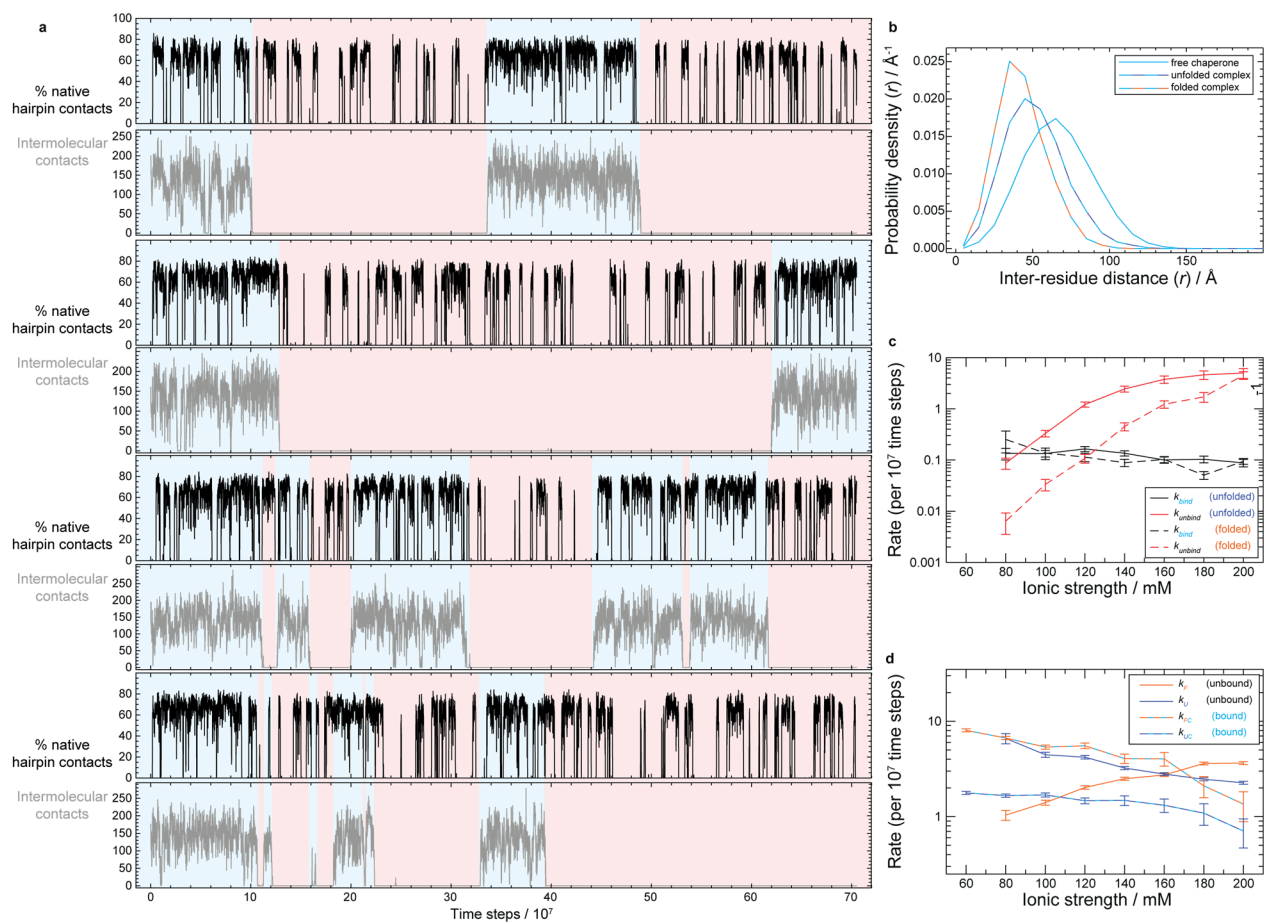 a
100
80
60
40
20
0
% native
hairpin contacts
250
200
150
100
50
0
Intermolecular
contacts
80
60
40
20
0
% native
hairpin contacts
200
150
100
50
0
Intermolecular
contacts
80
60
40
20
0
% native
hairpin contacts
250
200
150
100
50
0
Intermolecular
contacts
80
60
40
20
0
% native
hairpin contacts
250
200
150
100
50
0
Intermolecular
contacts
0 10 20 30 40 50 60 70
Time steps / 10⁷
b
free chaperone
unfolded complex
folded complex
0.025
0.020
0.015
0.010
0.005
0.000
Probability desnsity (r) / Å⁻¹
0 50 100 150
Inter-residue distance (r) / Å
c
10
1
0.1
0.01
0.001
Rate (per 10⁷ time steps)
-1
k_bind (unfolded)
k_unbind (unfolded)
k_bind (folded)
k_unbind (folded)
60 80 100 120 140 160 180 200
Ionic strength / mM
d
10
1
Rate (per 10⁷ time steps)
k_F (unbound)
k_U (unbound)
k_FC (bound)
k_UC (bound)
60 80 100 120 140 160 180 200
Ionic strength / mM